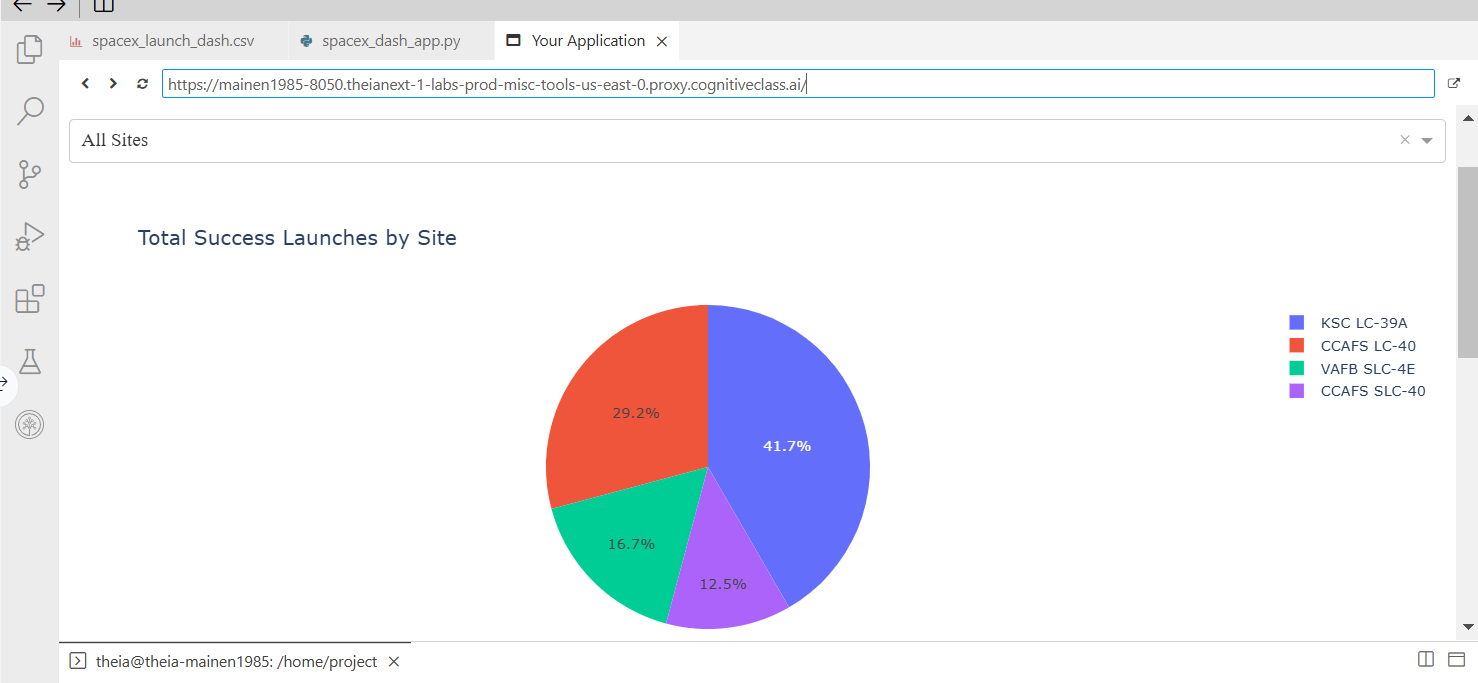 spacex_launch_dash.csv spacex_dash_app.py Your Application
https://mainen1985-8050.theianext-1-labs-prod-misc-tools-us-east-0.proxy.cognitiveclass.ai/
All Sites
Total Success Launches by Site
KSC LC-39A
CCAFS LC-40
VAFB SLC-4E
CCAFS SLC-40
29.2%
41.7%
16.7%
12.5%
theia@theia-mainen1985: /home/project